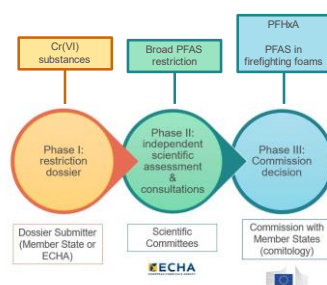 Cr(VI)
substances
Broad PFAS
restriction
PFHxA
PFAS in
firefighting foams
Phase I:
restriction
dossier
Phase II:
independent
scientific
assessment
&
consultations
Phase III:
Commission
decision
Dossier Submitter
(Member State or
ECHA)
Scientific
Committees
Commission with
Member States
(comitology)
ECHA